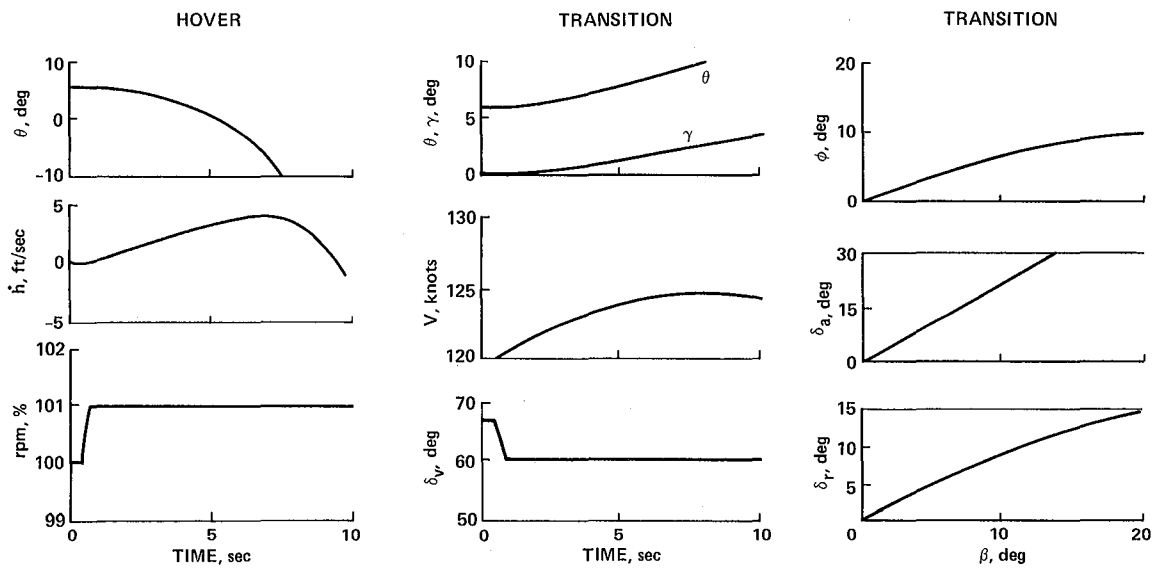 HOVER
10
0
-10
θ, deg
5
0
-5
ḣ, ft/sec
102
101
100
99
rpm, %
0
5
10
TIME, sec
TRANSITION
10
5
0
θ, γ, deg
θ
γ
130
125
120
V, knots
70
60
50
δv, deg
0
5
10
TIME, sec
TRANSITION
20
10
0
ϕ, deg
30
15
0
δa, deg
15
10
5
0
δr, deg
10
20
β, deg